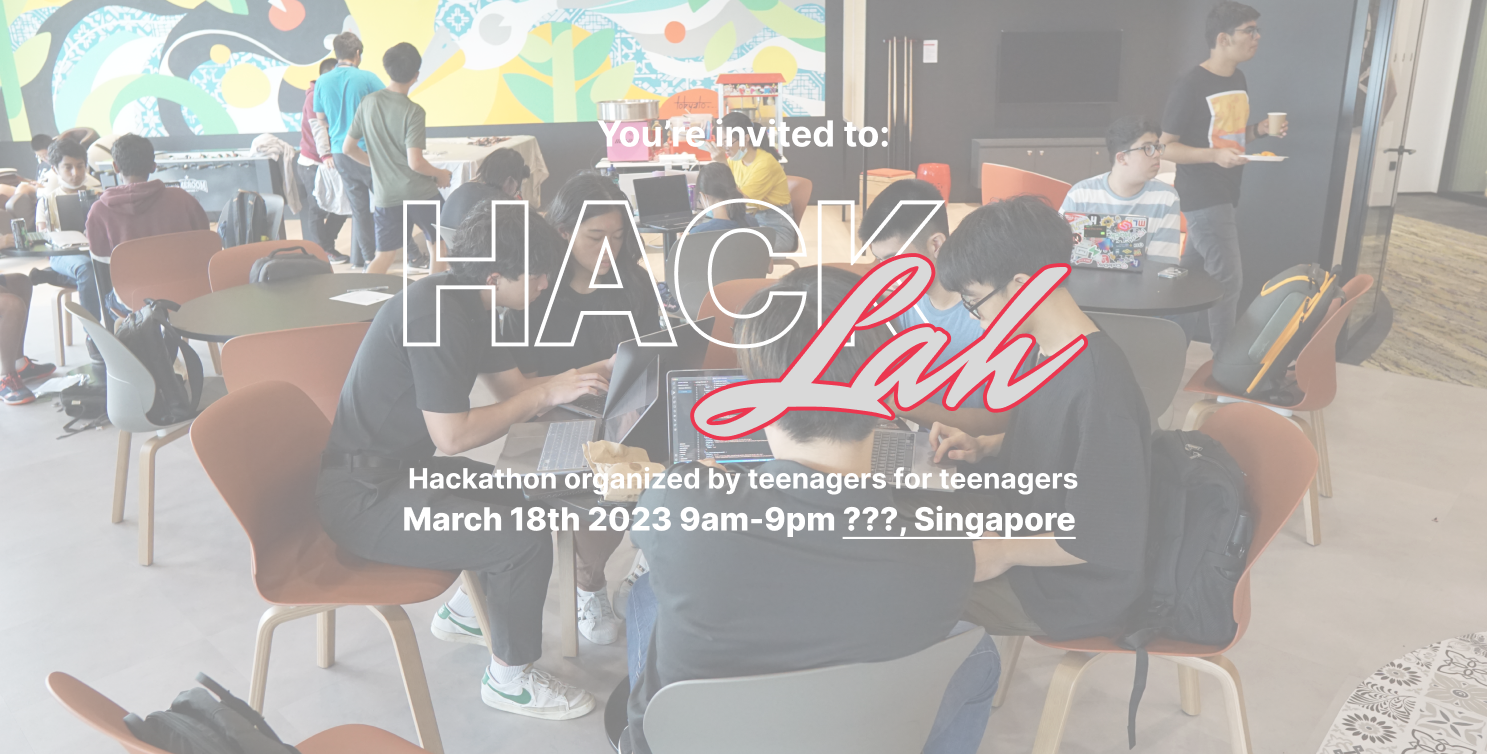 You're invited to:
HACK
Lah
Hackathon organized by teenagers for teenagers
March 18th 2023 9am-9pm ???, Singapore